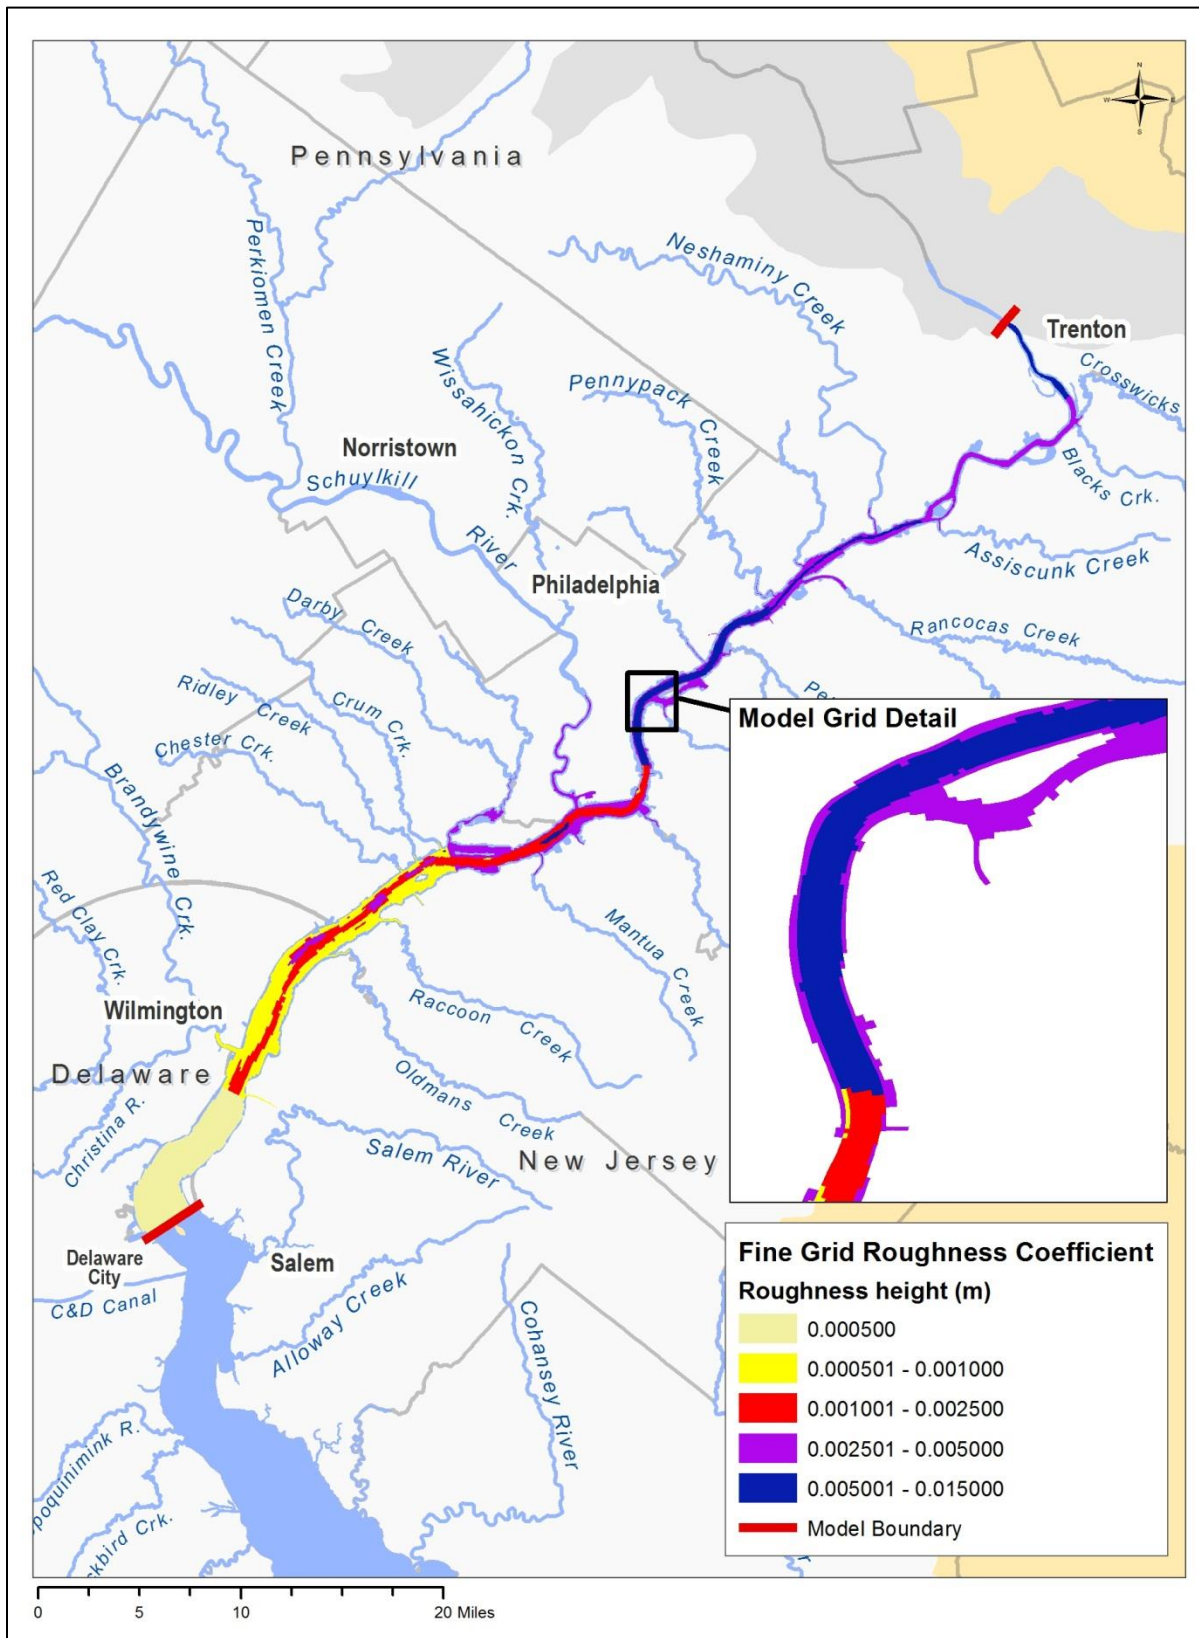 N
W
E
S
Pennsylvania
Perkiomen Creek
Neshaminy Creek
Trenton
Crosswicks
Wissahickon Crk.
Pennypack Creek
Norristown
Schuylkill River
Blacks Crk.
Assiscunk Creek
Philadelphia
Darby Creek
Rancocas Creek
Ridley Creek
Crum Crk.
Pe
Chester Crk.
Brandywine Crk.
Model Grid Detail
Red Clay Crk.
Mantua Creek
Wilmington
Raccoon Creek
Delaware
Oldmans Creek
Christina R.
Salem River
New Jersey
Delaware
City
Salem
C&D Canal
Alloway Creek
Cohansey River
Fine Grid Roughness Coefficient
Roughness height (m)
0.000500
0.000501 - 0.001000
0.001001 - 0.002500
0.002501 - 0.005000
0.005001 - 0.015000
Model Boundary
poquinimink R.
ckbird Crk.
r
0
5
10
20 Miles